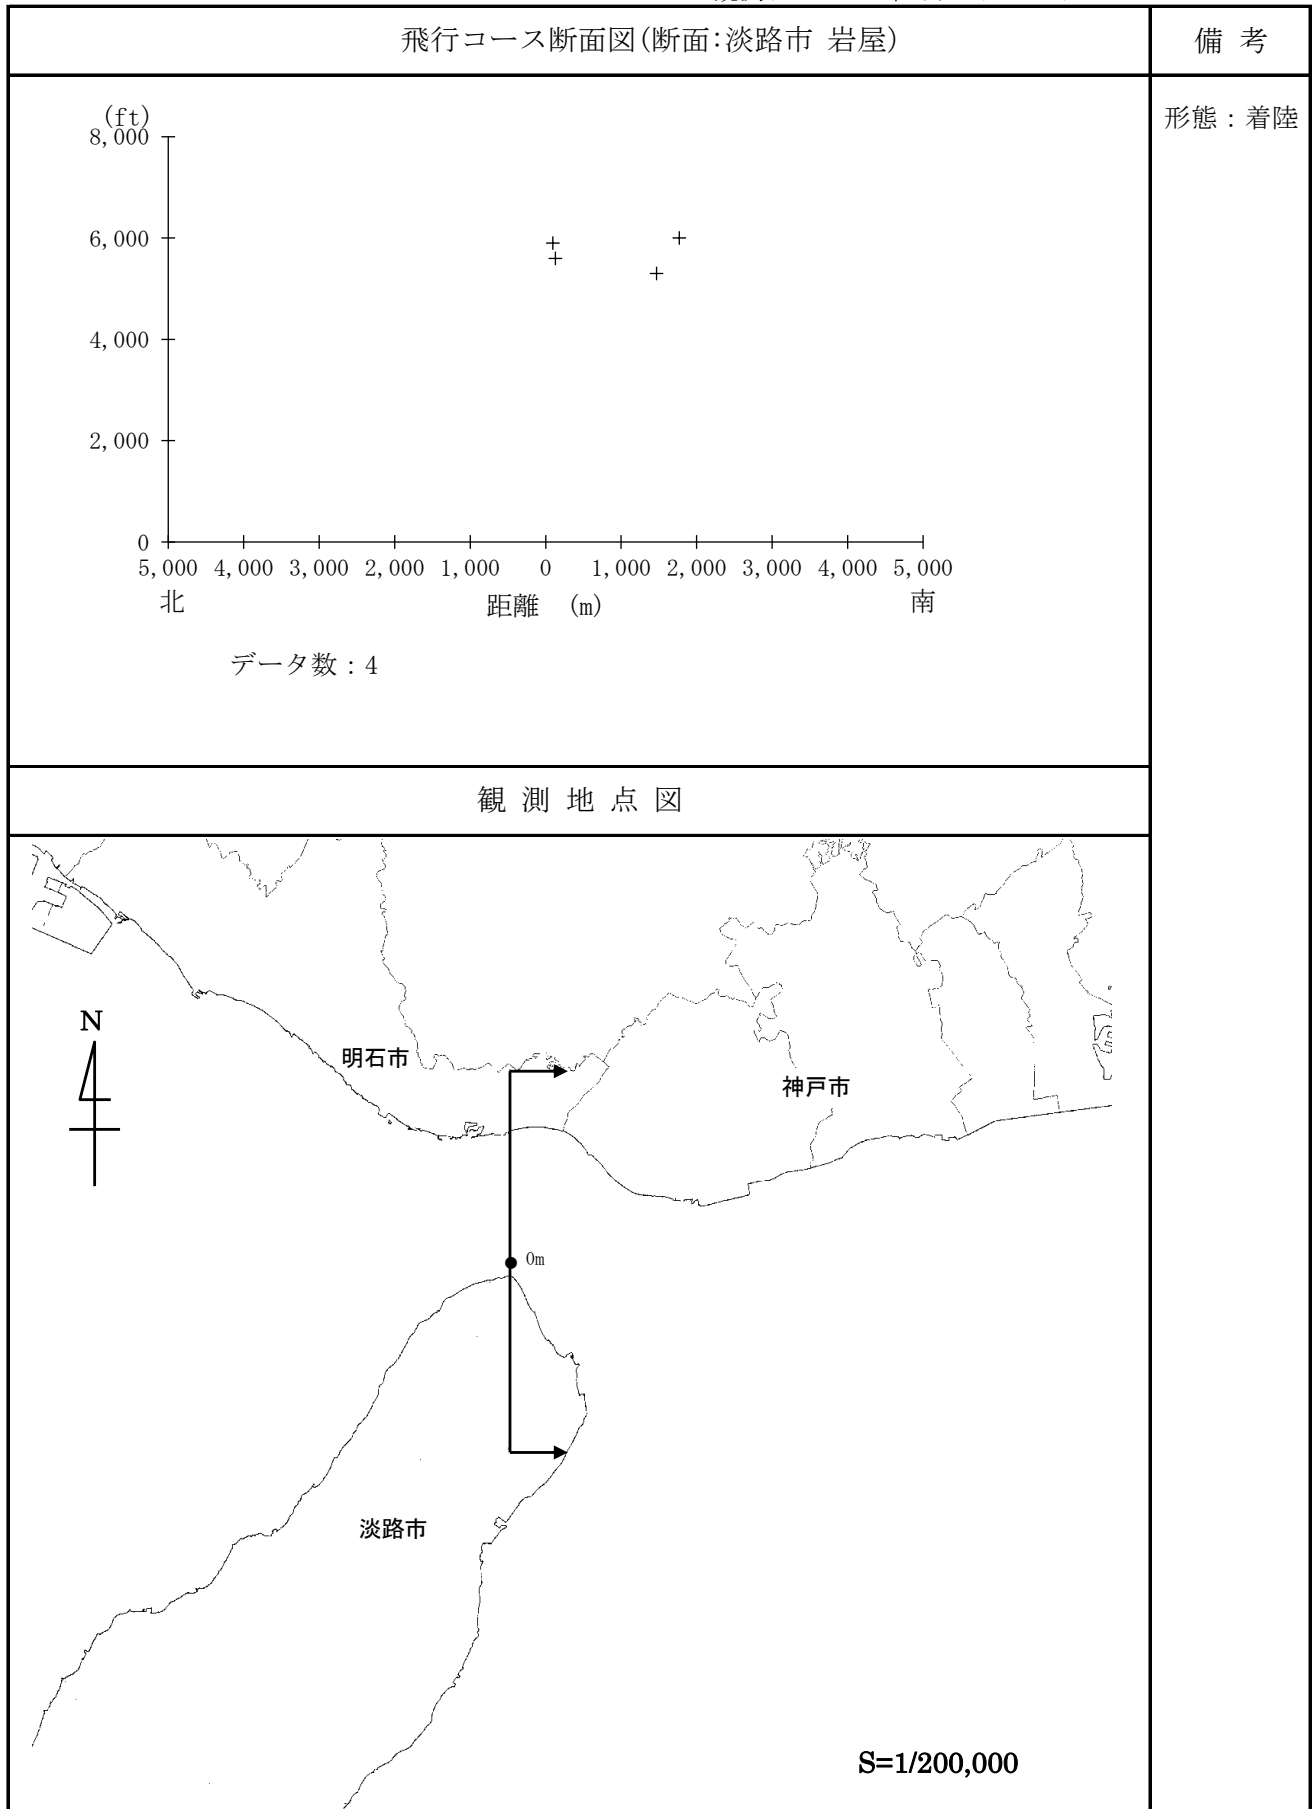 飛行コース断面図(断面:淡路市 岩屋)
備 考
形態：着陸
(ft)
8,000
6,000
4,000
2,000
0
5,000 4,000 3,000 2,000 1,000 0 1,000 2,000 3,000 4,000 5,000
北 距離 (m) 南
データ数：4
観 測 地 点 図
N
明石市
神戸市
0m
淡路市
S=1/200,000